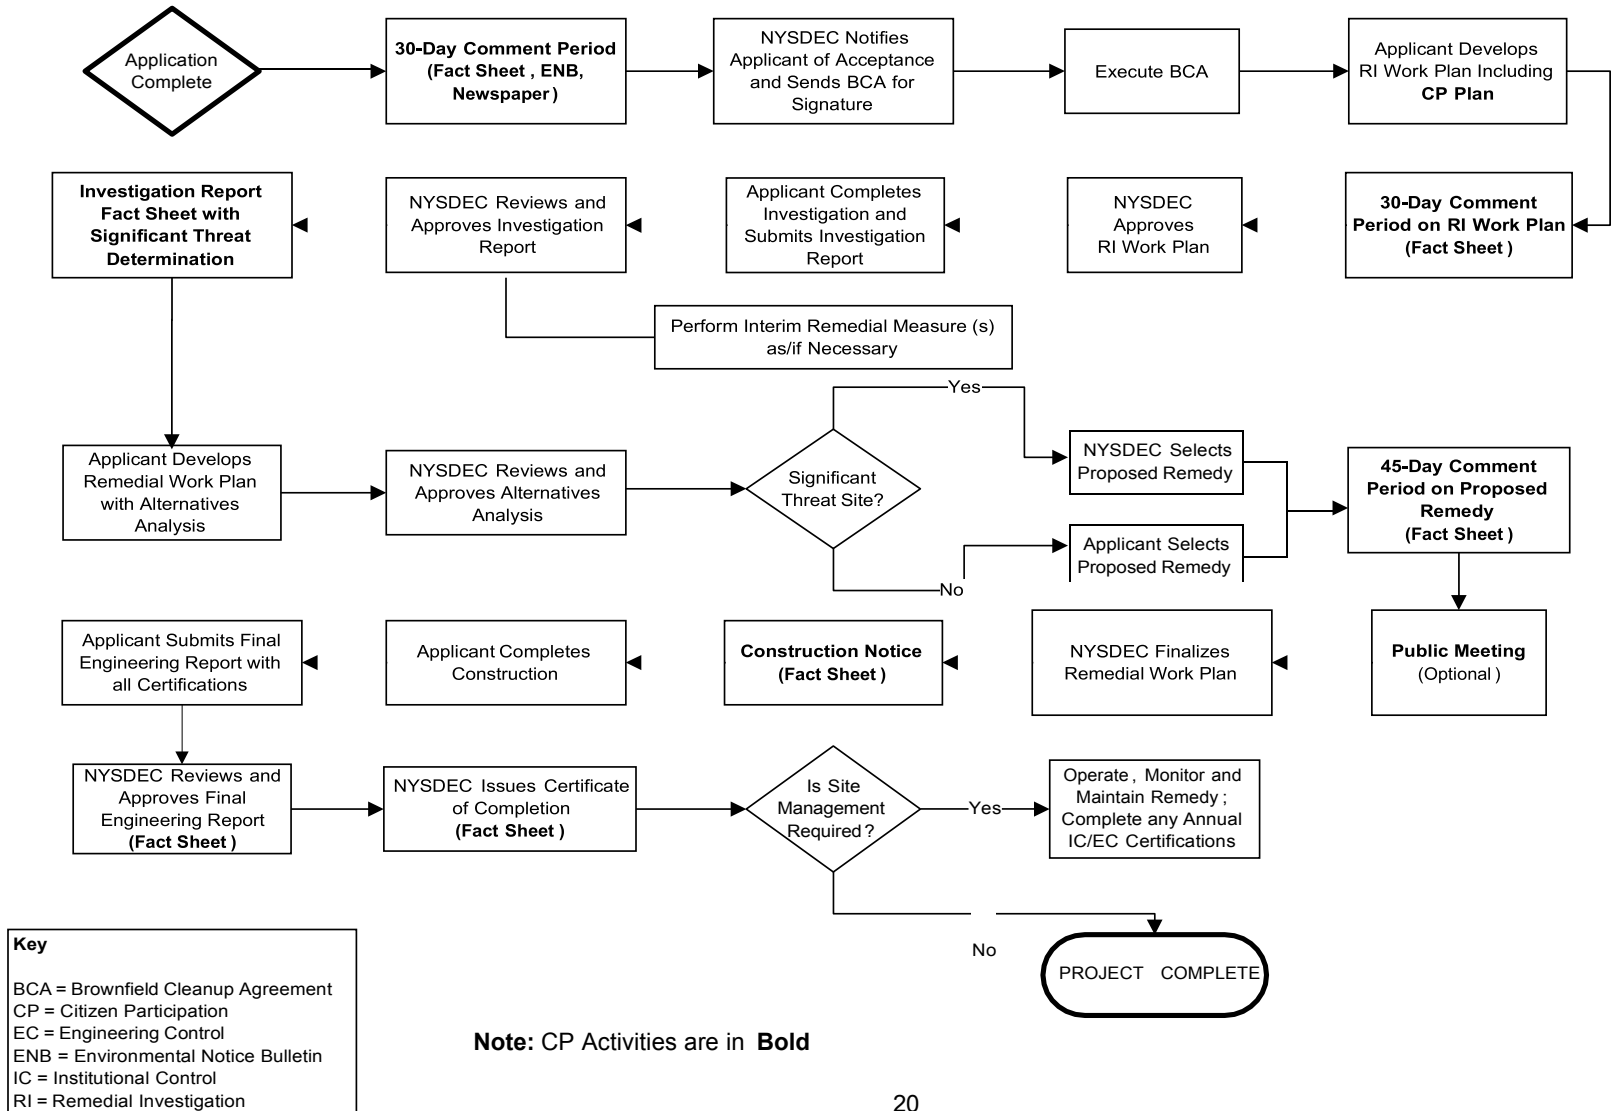 Application
Complete
30-Day Comment Period
(Fact Sheet , ENB,
Newspaper )
NYSDEC Notifies
Applicant of Acceptance
and Sends BCA for
Signature
Execute BCA
Applicant Develops
RI Work Plan Including
CP Plan
Investigation Report
Fact Sheet with
Significant Threat
Determination
NYSDEC Reviews and
Approves Investigation
Report
Applicant Completes
Investigation and
Submits Investigation
Report
NYSDEC
Approves
RI Work Plan
30-Day Comment
Period on RI Work Plan
(Fact Sheet )
Perform Interim Remedial Measure (s)
as/if Necessary
Applicant Develops
Remedial Work Plan
with Alternatives
Analysis
NYSDEC Reviews and
Approves Alternatives
Analysis
Significant
Threat Site?
Yes
No
NYSDEC Selects
Proposed Remedy
Applicant Selects
Proposed Remedy
45-Day Comment
Period on Proposed
Remedy
(Fact Sheet )
Applicant Submits Final
Engineering Report with
all Certifications
Applicant Completes
Construction
Construction Notice
(Fact Sheet )
NYSDEC Finalizes
Remedial Work Plan
Public Meeting
(Optional )
NYSDEC Reviews and
Approves Final
Engineering Report
(Fact Sheet )
NYSDEC Issues Certificate
of Completion
(Fact Sheet )
Is Site
Management
Required ?
Yes
Operate , Monitor and
Maintain Remedy ;
Complete any Annual
IC/EC Certifications
No
PROJECT COMPLETE
Key
BCA = Brownfield Cleanup Agreement
CP = Citizen Participation
EC = Engineering Control
ENB = Environmental Notice Bulletin
IC = Institutional Control
RI = Remedial Investigation
Note: CP Activities are in Bold
20